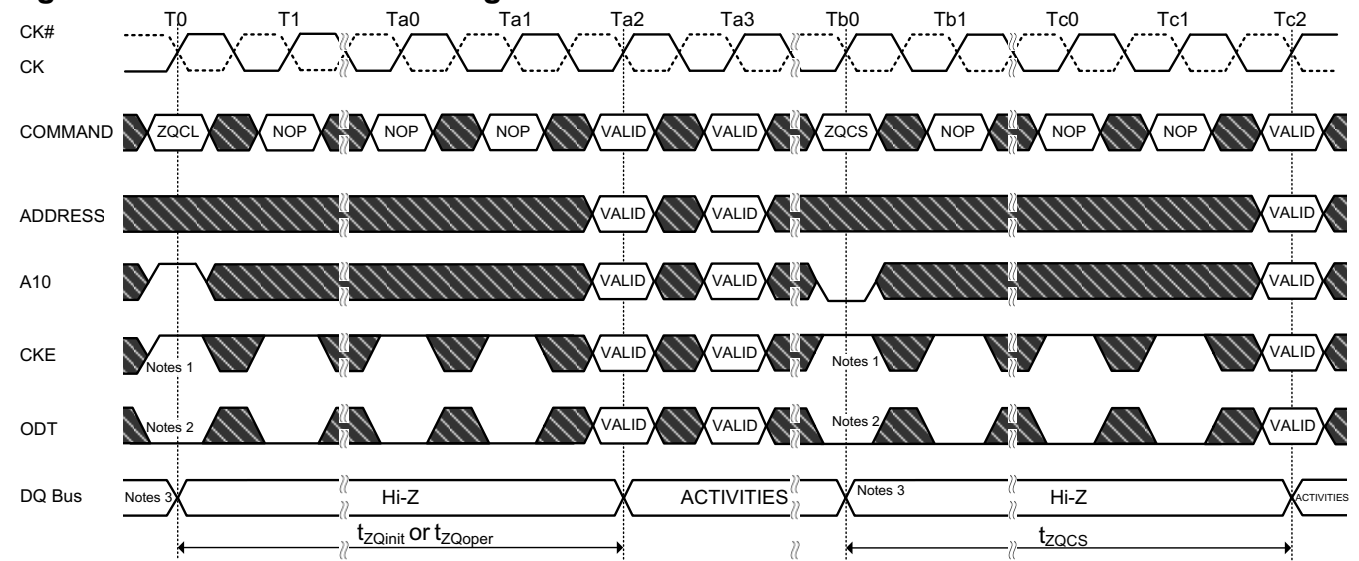 T0 T1 Ta0 Ta1 Ta2 Ta3 Tb0 Tb1 Tc0 Tc1 Tc2
CK#
CK
COMMAND ZQCL NOP NOP NOP VALID VALID ZQCS NOP NOP NOP VALID
ADDRESS VALID VALID VALID
A10 VALID VALID VALID
CKE Notes 1 VALID VALID Notes 1 VALID
ODT Notes 2 VALID VALID Notes 2 VALID
DQ Bus Notes 3 Hi-Z ACTIVITIES Notes 3 Hi-Z ACTIVITIES
tZQinit or tZQoper tZQCS